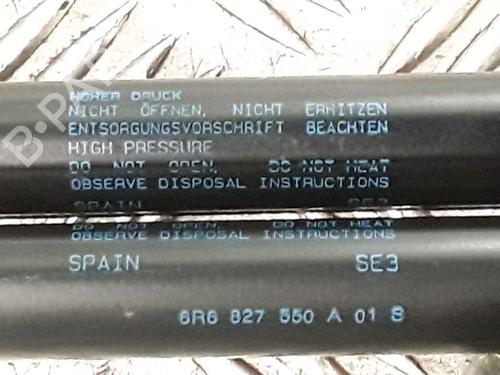 HOHER DRUCK
NICHT ÖFFNEN, NICHT ERHITZEN
ENTSORGUNGSVORSCHRIFT BEACHTEN
HIGH PRESSURE
DO NOT OPEN, DO NOT HEAT
OBSERVE DISPOSAL INSTRUCTIONS
SPAIN SE3
DO NOT OPEN, DO NOT HEAT
OBSERVE DISPOSAL INSTRUCTIONS
SPAIN SE3
6R6 827 550 A 01 S